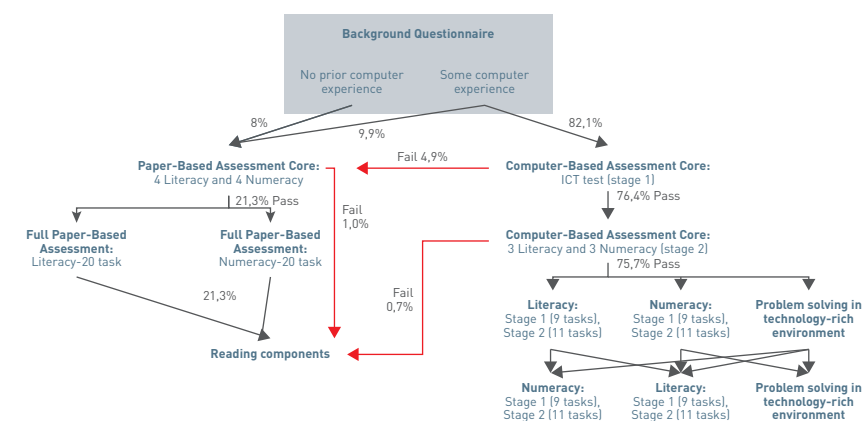 Background Questionnaire
No prior computer
experience
Some computer
experience
8%
9,9%
82,1%
Paper-Based Assessment Core:
4 Literacy and 4 Numeracy
Fail 4,9%
Computer-Based Assessment Core:
ICT test (stage 1)
21,3% Pass
76,4% Pass
Fail
1,0%
Full Paper-Based
Assessment:
Literacy-20 task
Full Paper-Based
Assessment:
Numeracy-20 task
Computer-Based Assessment Core:
3 Literacy and 3 Numeracy (stage 2)
75,7% Pass
21,3%
Fail
0,7%
Literacy:
Stage 1 (9 tasks),
Stage 2 (11 tasks)
Numeracy:
Stage 1 (9 tasks),
Stage 2 (11 tasks)
Problem solving in
technology-rich
environment
Reading components
Numeracy:
Stage 1 (9 tasks),
Stage 2 (11 tasks)
Literacy:
Stage 1 (9 tasks),
Stage 2 (11 tasks)
Problem solving in
technology-rich
environment